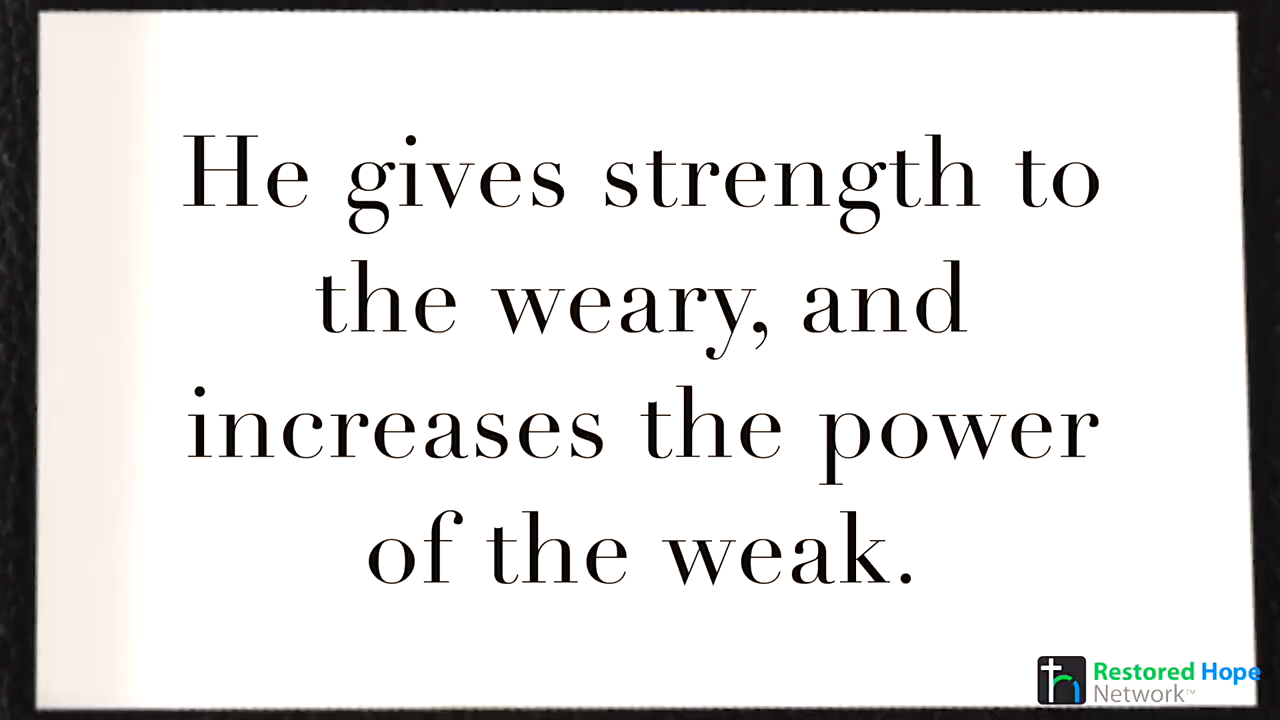 He gives strength to
the weary, and
increases the power
of the weak.
Restored Hope
Network™